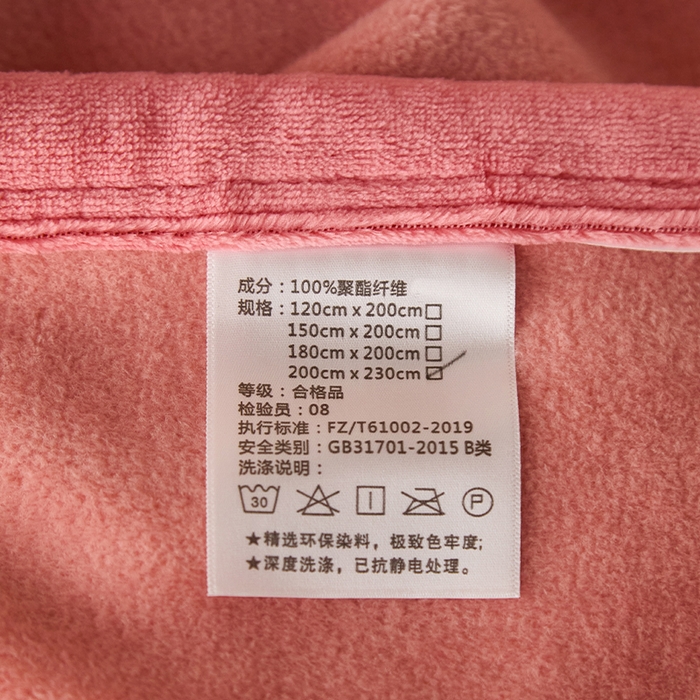 成分：100%聚酯纤维
规格：120cm x 200cm□
150cm x 200cm□
180cm x 200cm□
200cm x 230cm☑
等级：合格品
检验员：08
执行标准：FZ/T61002-2019
安全类别：GB31701-2015 B类
洗涤说明：
30 P
★精选环保染料，极致色牢度;
★深度洗涤，已抗静电处理。